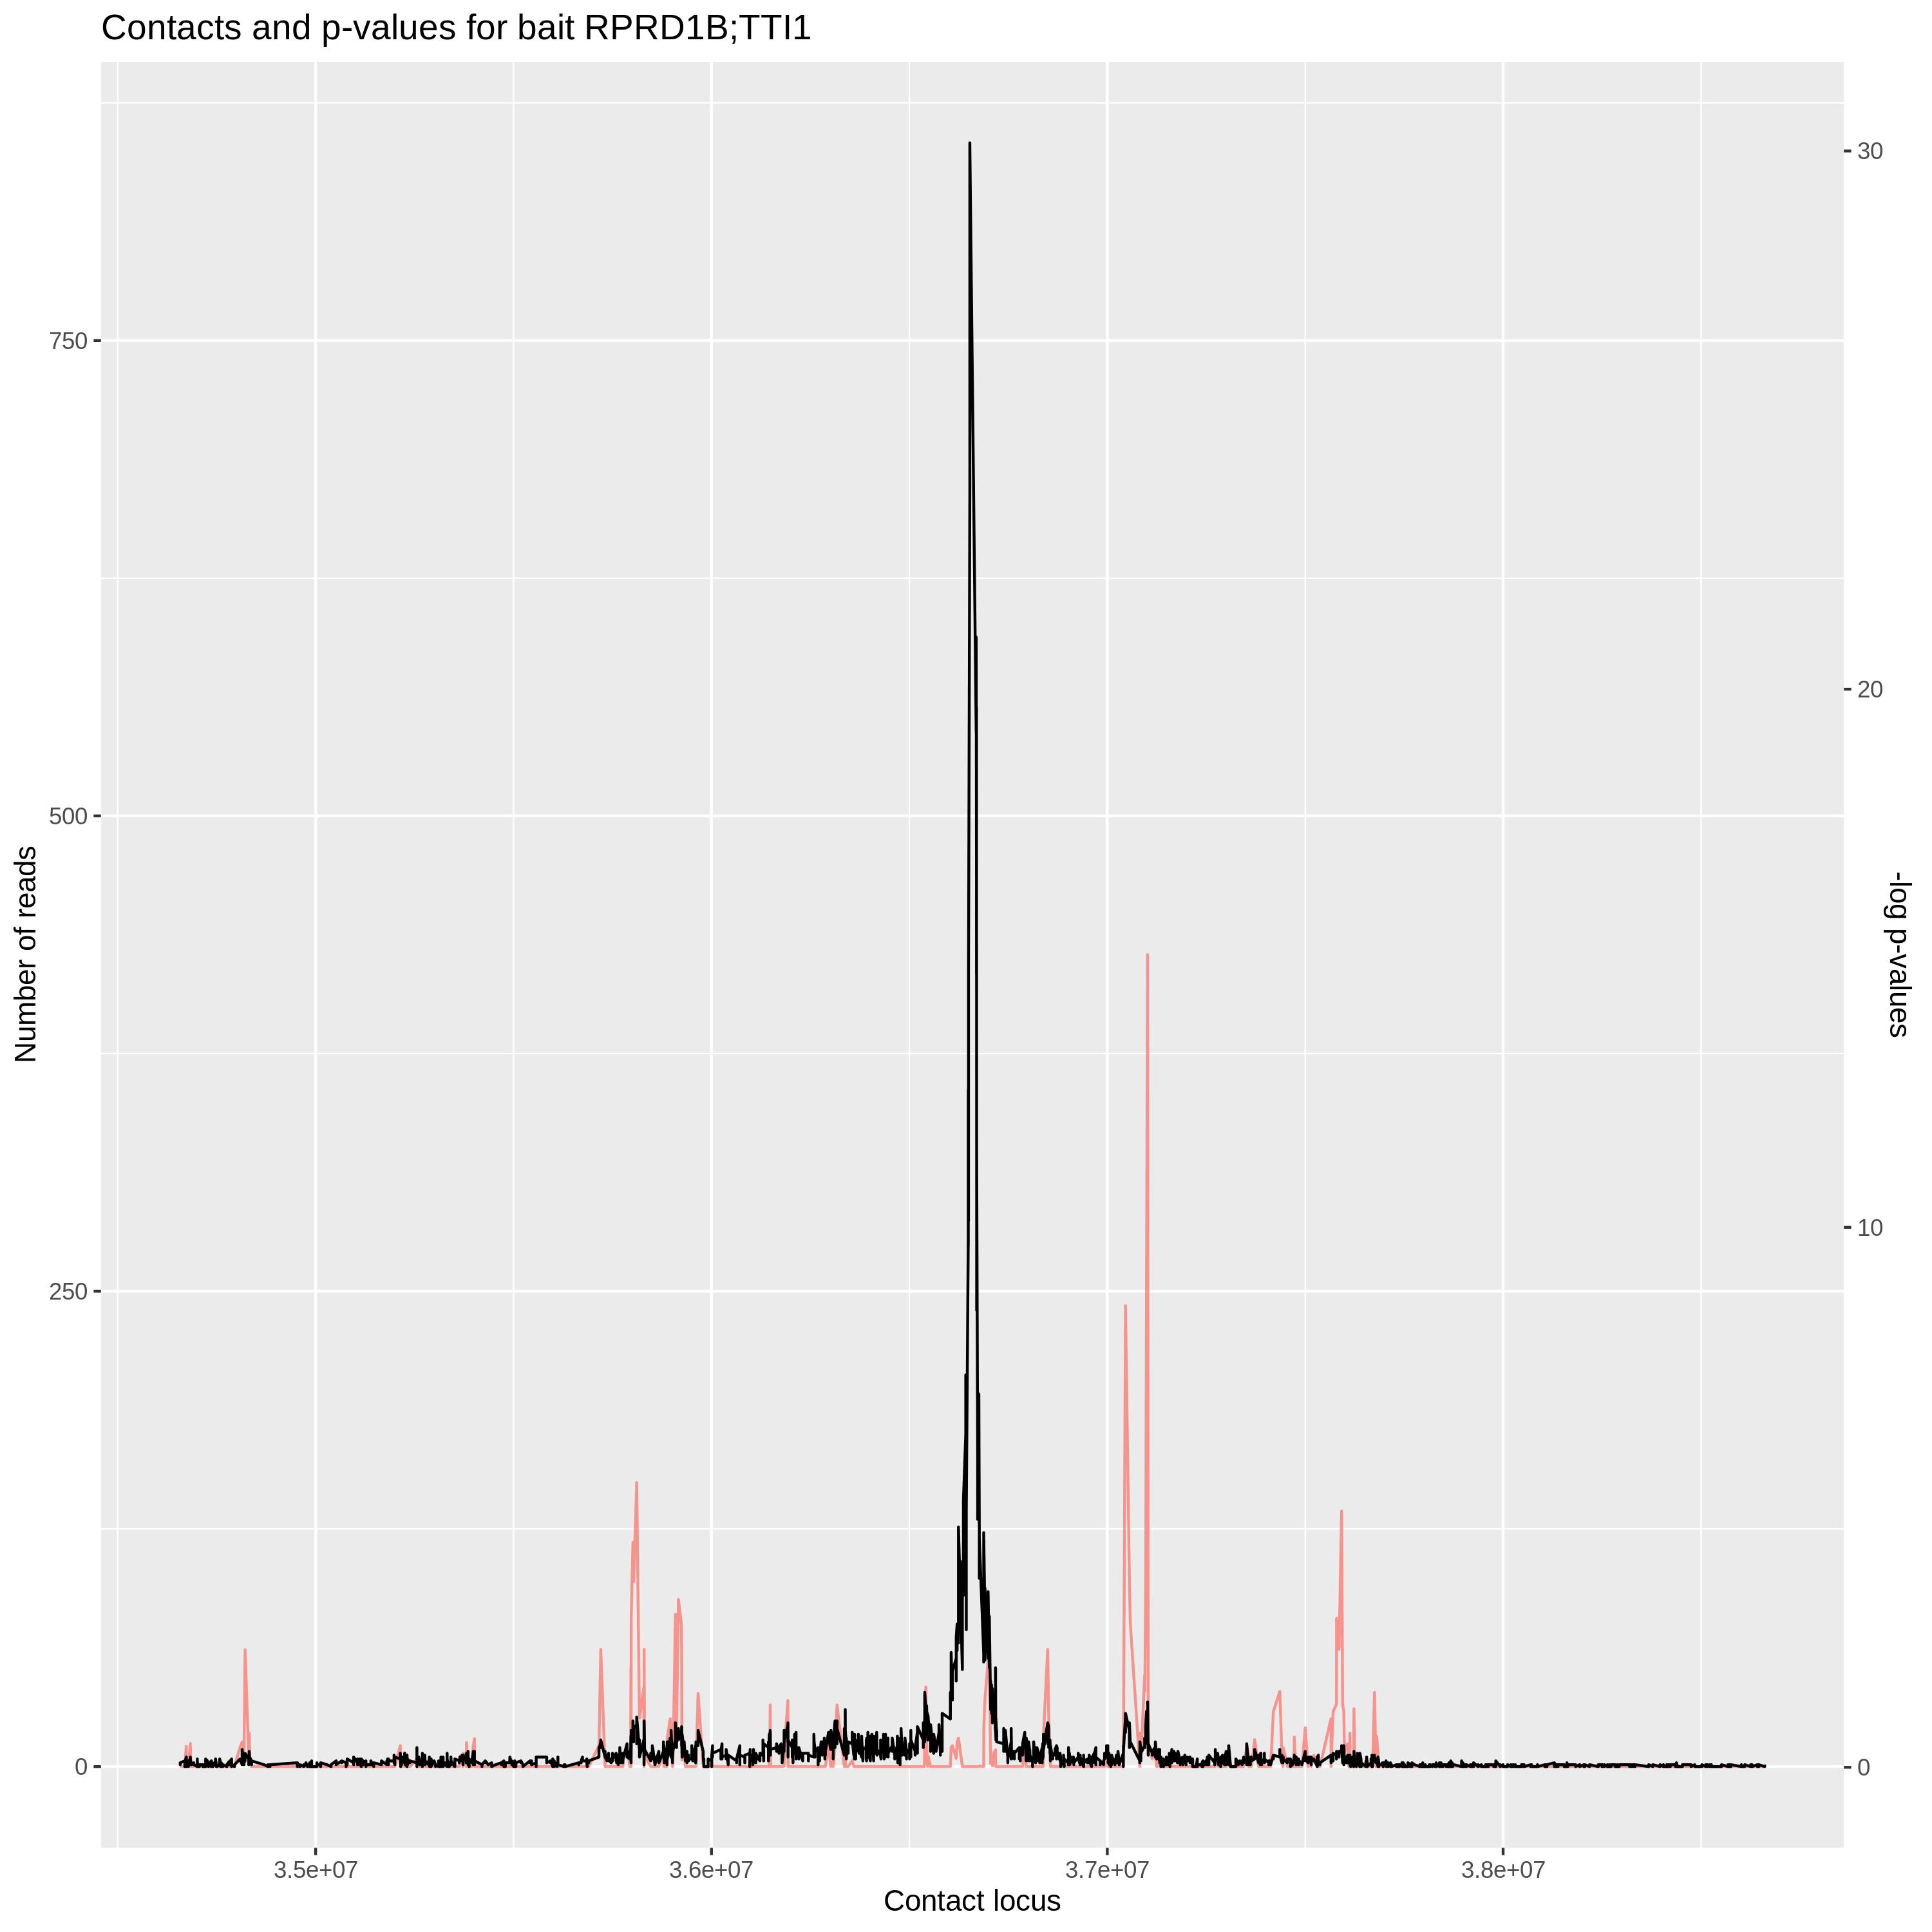 Contacts and p-values for bait RPRD1B;TTI1
750
500
250
0
Number of reads
30
20
10
0
-log p-values
3.5e+07
3.6e+07
3.7e+07
3.8e+07
Contact locus